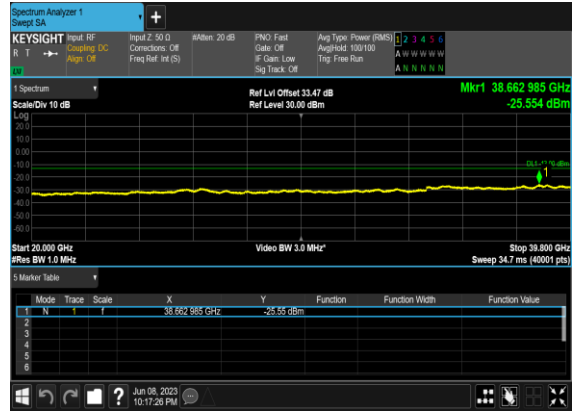 Spectrum Analyzer 1
Swept SA
KEYSIGHT Input: RF Input Z: 50 Ω #Atten: 20 dB PNO: Fast Avg Type: Power (RMS) 1 2 3 4 5 6
R T Coupling: DC Corrections: Off Gate: Off Avg|Hold: 100/100 A W W W W W
Align: Off Freq Ref: Int (S) IF Gain: Low Trig: Free Run
LW Sig Track: Off A N N N N N
1 Spectrum Ref Lvl Offset 33.47 dB Mkr1 38.662 985 GHz
Scale/Div 10 dB Ref Level 30.00 dBm -25.554 dBm
Log
20.0
10.0
0.00
-10.0
DL1 -13.00 dBm
1
-20.0
-30.0
-40.0
-50.0
-60.0
Start 20.000 GHz Video BW 3.0 MHz* Stop 39.800 GHz
#Res BW 1.0 MHz Sweep 34.7 ms (40001 pts)
5 Marker Table
Mode Trace Scale X Y Function Function Width Function Value
1 N 1 f 38.662 985 GHz -25.55 dBm
2
3
4
5
6
? Jun 08, 2023
10:17:26 PM